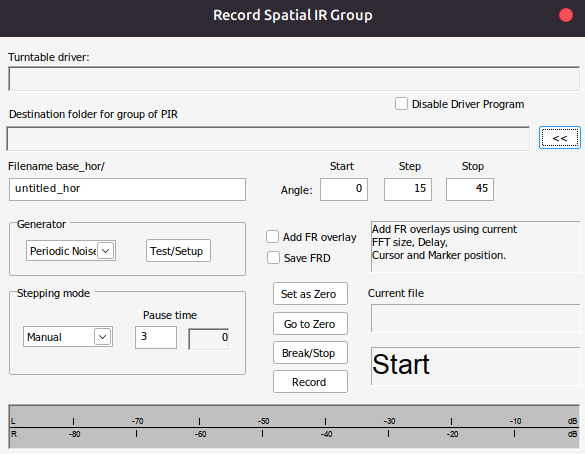 Record Spatial IR Group
Turntable driver:
Disable Driver Program
Destination folder for group of PIR
<<
Filename base_hor/
untitled_hor
Start Step Stop
Angle: 0 15 45
Generator
Periodic Noise Test/Setup
Add FR overlay
Save FRD
Add FR overlays using current
FFT size, Delay,
Cursor and Marker position.
Stepping mode
Pause time
Manual 3 0
Set as Zero
Go to Zero
Break/Stop
Record
Current file
Start
L -70 -50 -30 -10 dB
R -80 -60 -40 -20 dB